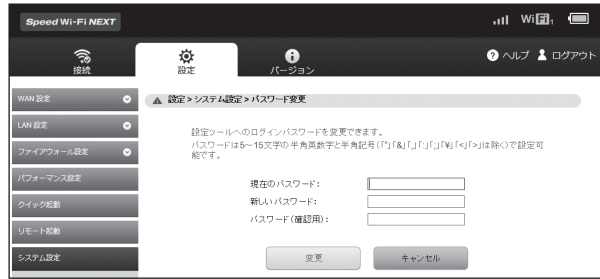 Speed Wi-Fi NEXT
WiFi1
接続
設定
バージョン
ヘルプ
ログアウト
WAN 設定
LAN 設定
ファイアウォール設定
パフォーマンス設定
クイック起動
リモート起動
システム設定
設定 > システム設定 > パスワード変更
設定ツールへのログインパスワードを変更できます。
パスワードは5～15文字の半角英数字と半角記号(「"」「&」「,」「:」「;」「¥」「<」「>」は除く)で設定可
能です。
現在のパスワード：
新しいパスワード：
パスワード（確認用）：
変更
キャンセル